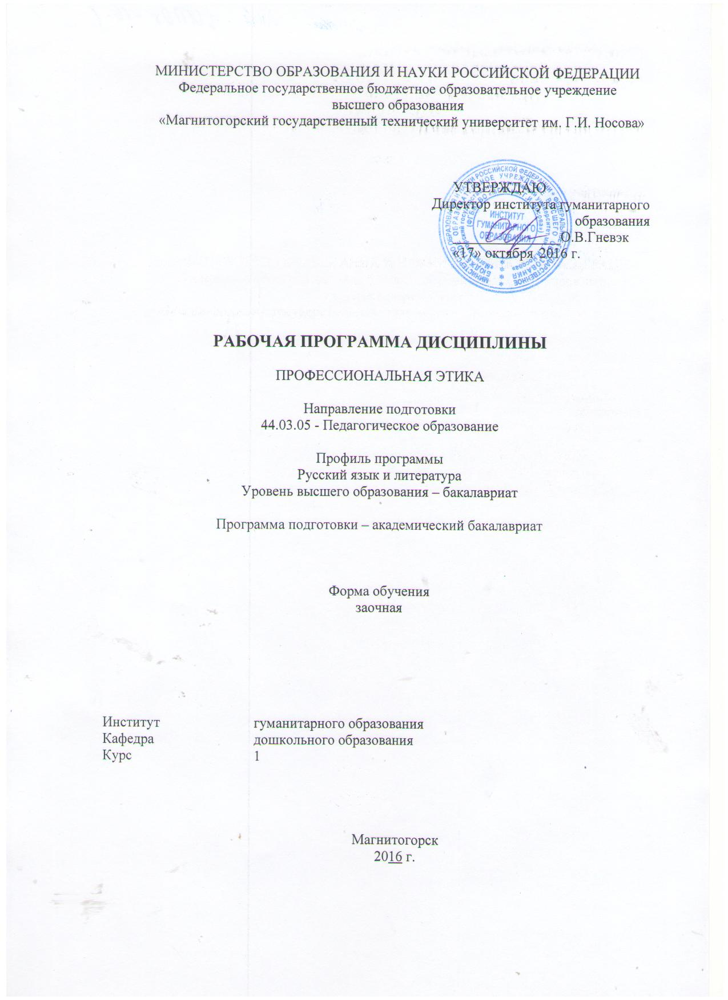 МИНИСТЕРСТВО ОБРАЗОВАНИЯ И НАУКИ РОССИЙСКОЙ ФЕДЕРАЦИИ
Федеральное государственное бюджетное образовательное учреждение
высшего образования
«Магнитогорский государственный технический университет им. Г.И. Носова»
УТВЕРЖДАЮ
Директор института гуманитарного
образования
О.В.Гневэк
«17» октября 2016 г.
ИНСТИТУТ
ГУМАНИТАРНОГО
ОБРАЗОВАНИЯ
РАБОЧАЯ ПРОГРАММА ДИСЦИПЛИНЫ
ПРОФЕССИОНАЛЬНАЯ ЭТИКА
Направление подготовки
44.03.05 - Педагогическое образование
Профиль программы
Русский язык и литература
Уровень высшего образования – бакалавриат
Программа подготовки – академический бакалавриат
Форма обучения
заочная
Институт гуманитарного образования
Кафедра дошкольного образования
Курс 1
Магнитогорск
2016 г.